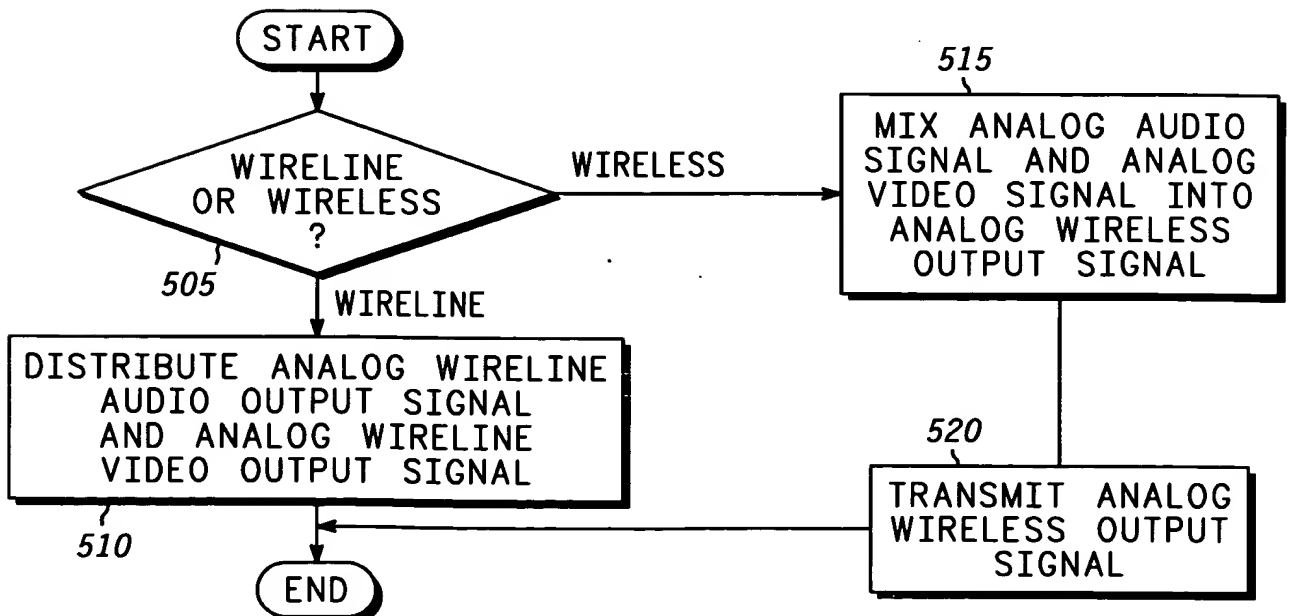 START
WIRELINE
OR WIRELESS
?
505
WIRELESS
WIRELINE
515
MIX ANALOG AUDIO
SIGNAL AND ANALOG
VIDEO SIGNAL INTO
ANALOG WIRELESS
OUTPUT SIGNAL
DISTRIBUTE ANALOG WIRELINE
AUDIO OUTPUT SIGNAL
AND ANALOG WIRELINE
VIDEO OUTPUT SIGNAL
510
520
TRANSMIT ANALOG
WIRELESS OUTPUT
SIGNAL
END